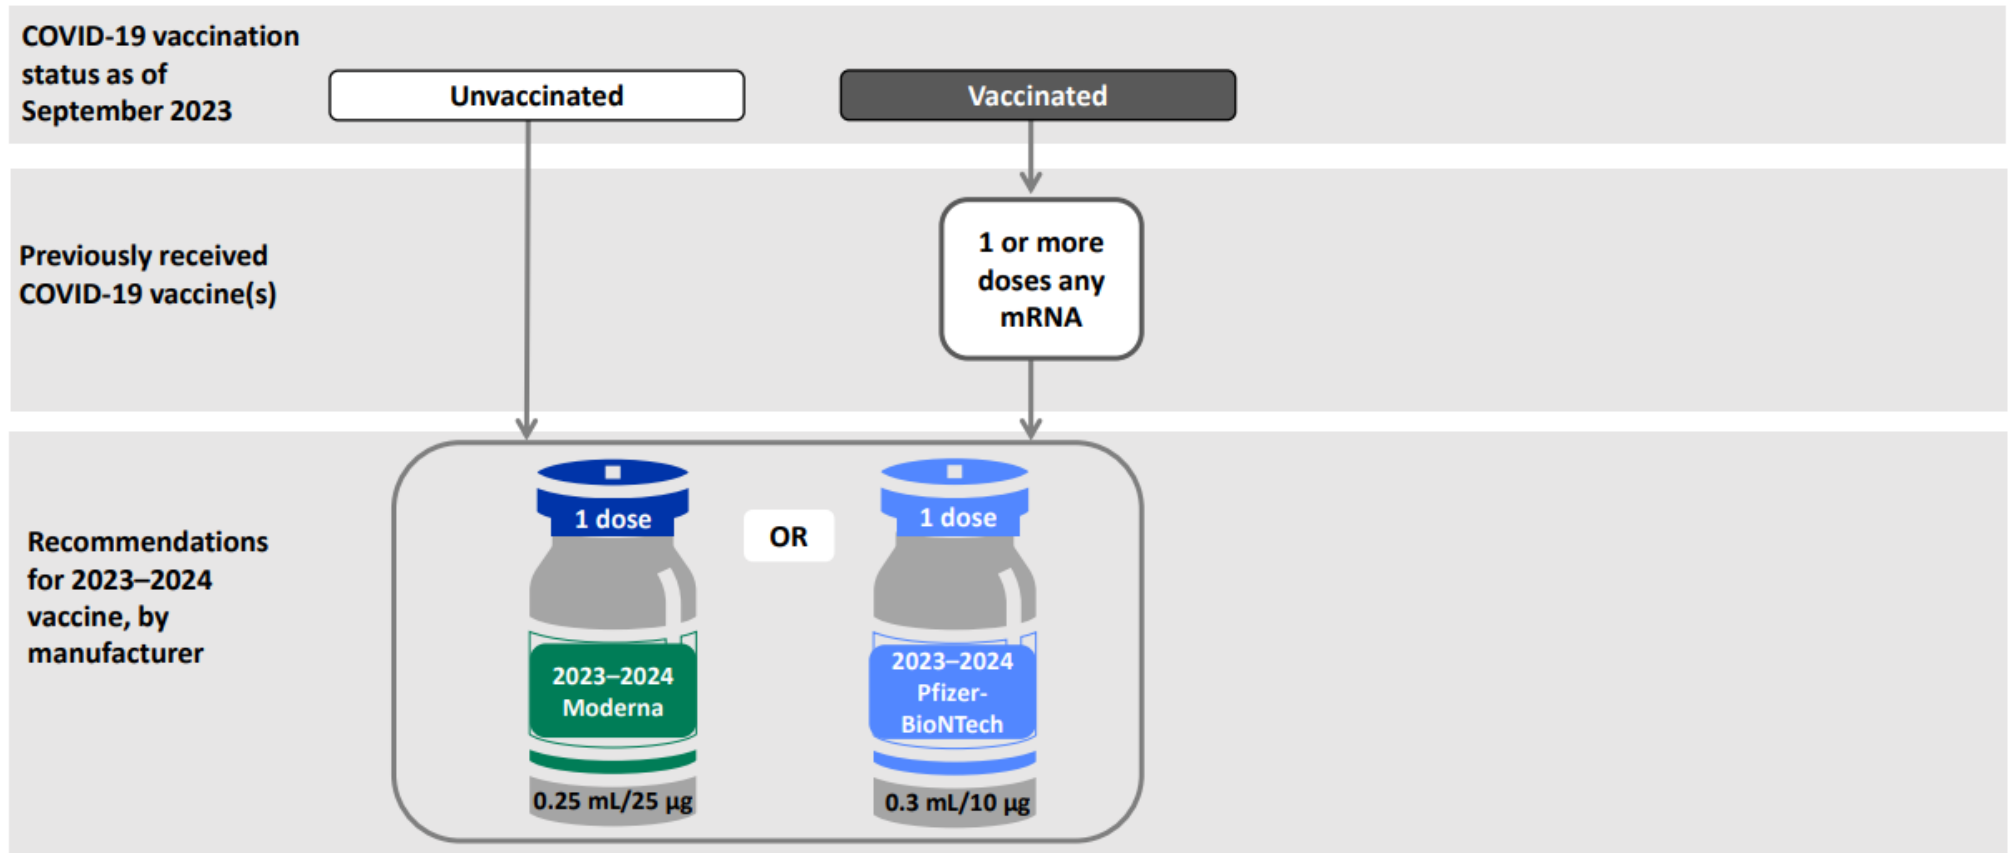 COVID-19 vaccination
status as of
September 2023
Unvaccinated
Vaccinated
Previously received
COVID-19 vaccine(s)
1 or more
doses any
mRNA
Recommendations
for 2023–2024
vaccine, by
manufacturer
1 dose
2023–2024
Moderna
0.25 mL/25 µg
OR
1 dose
2023–2024
Pfizer-
BioNTech
0.3 mL/10 µg